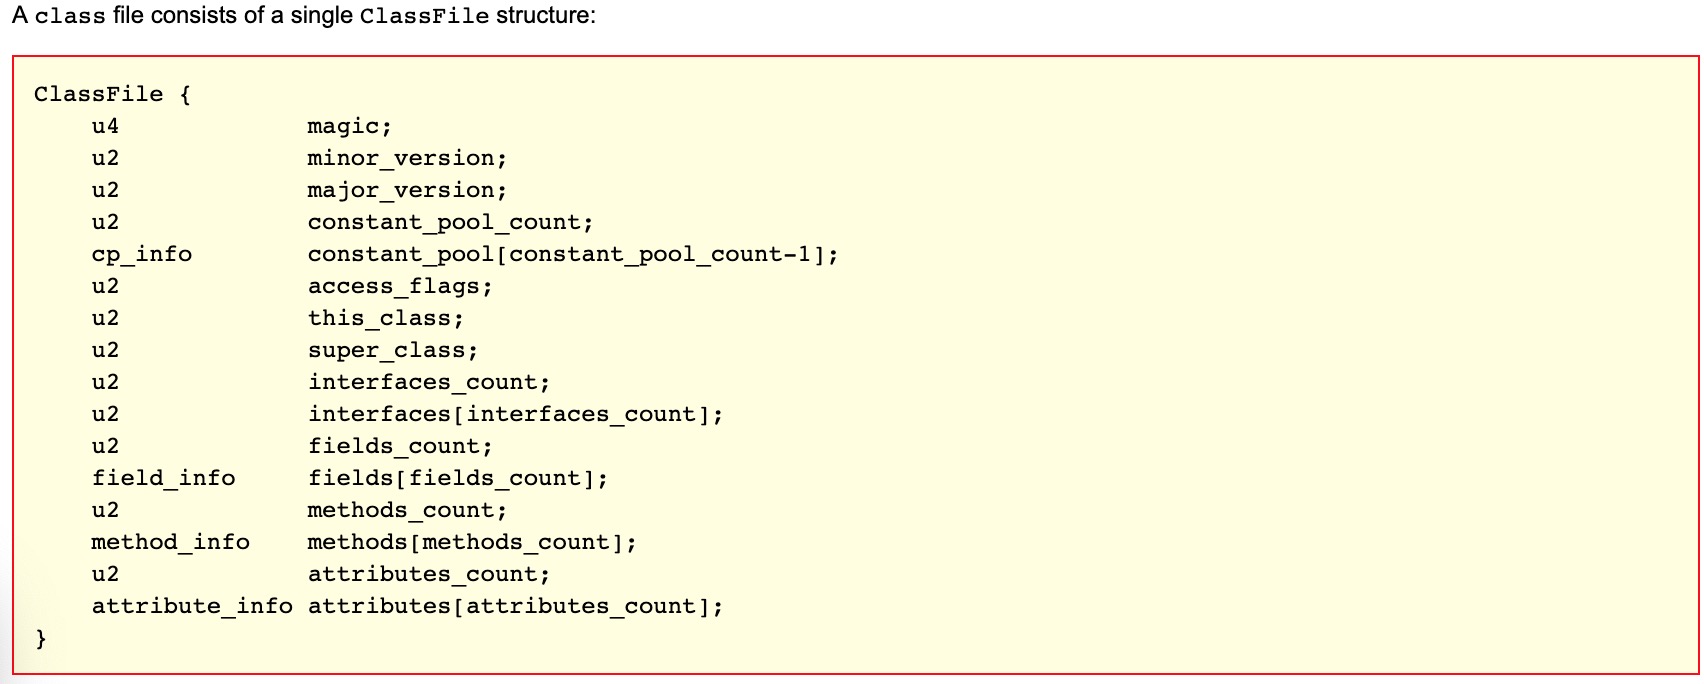 A class file consists of a single ClassFile structure:
ClassFile {
    u4             magic;
    u2             minor_version;
    u2             major_version;
    u2             constant_pool_count;
    cp_info        constant_pool[constant_pool_count-1];
    u2             access_flags;
    u2             this_class;
    u2             super_class;
    u2             interfaces_count;
    u2             interfaces[interfaces_count];
    u2             fields_count;
    field_info     fields[fields_count];
    u2             methods_count;
    method_info    methods[methods_count];
    u2             attributes_count;
    attribute_info attributes[attributes_count];
}